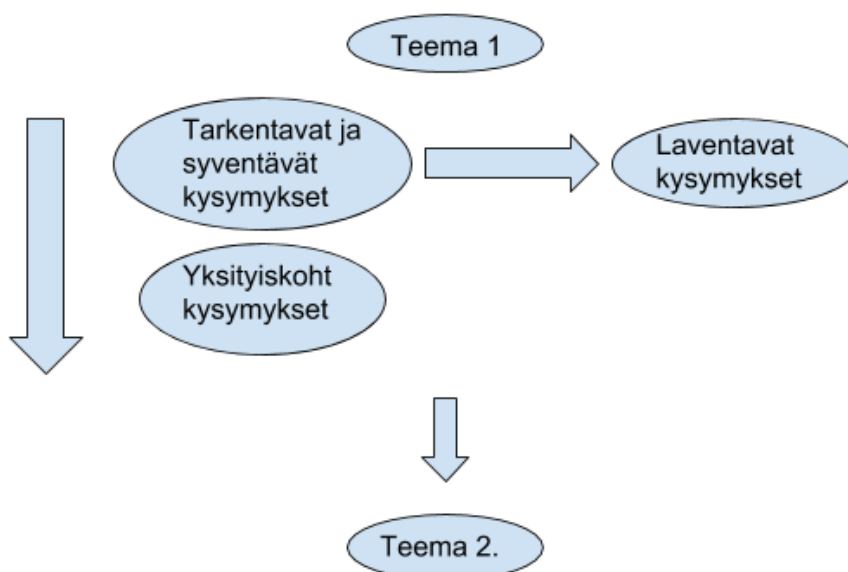 Teema 1
Tarkentavat ja
syventävät
kysymykset
Laventavat
kysymykset
Yksityiskoht
kysymykset
Teema 2.